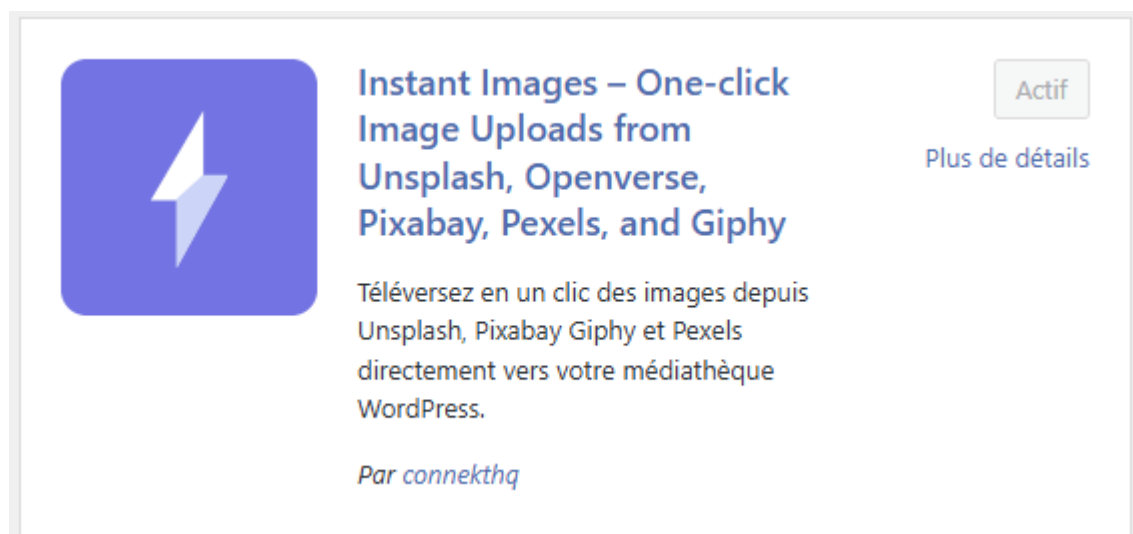 Instant Images – One-click
Image Uploads from
Unsplash, Openverse,
Pixabay, Pexels, and Giphy
Actif
Plus de détails
Téléversez en un clic des images depuis
Unsplash, Pixabay Giphy et Pexels
directement vers votre médiathèque
WordPress.
Par connekthq